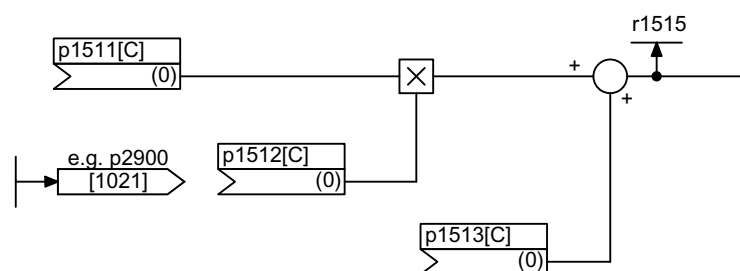 r1515
p1511[C]
(0)
+
+
e.g. p2900
[1021]
p1512[C]
(0)
p1513[C]
(0)